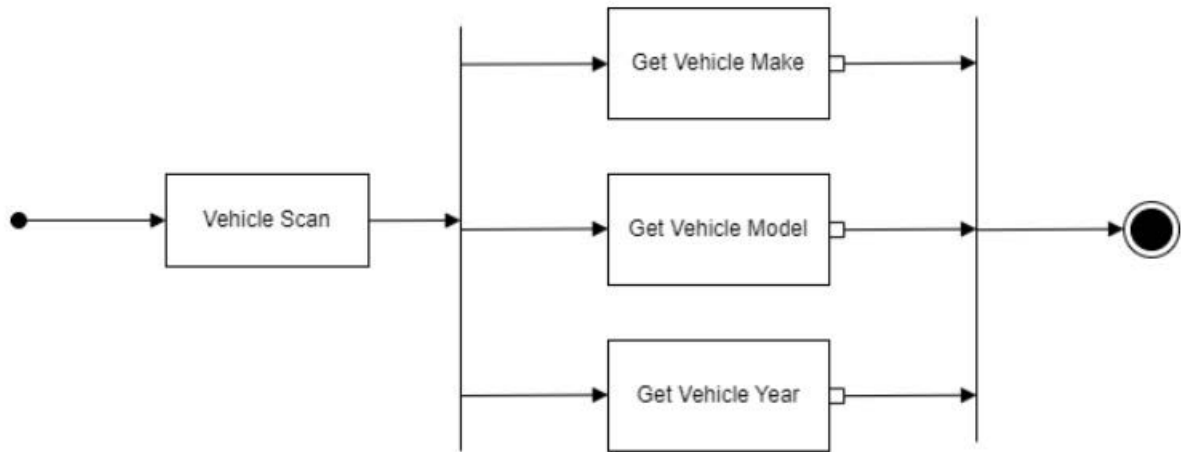 Get Vehicle Make
Vehicle Scan
Get Vehicle Model
Get Vehicle Year